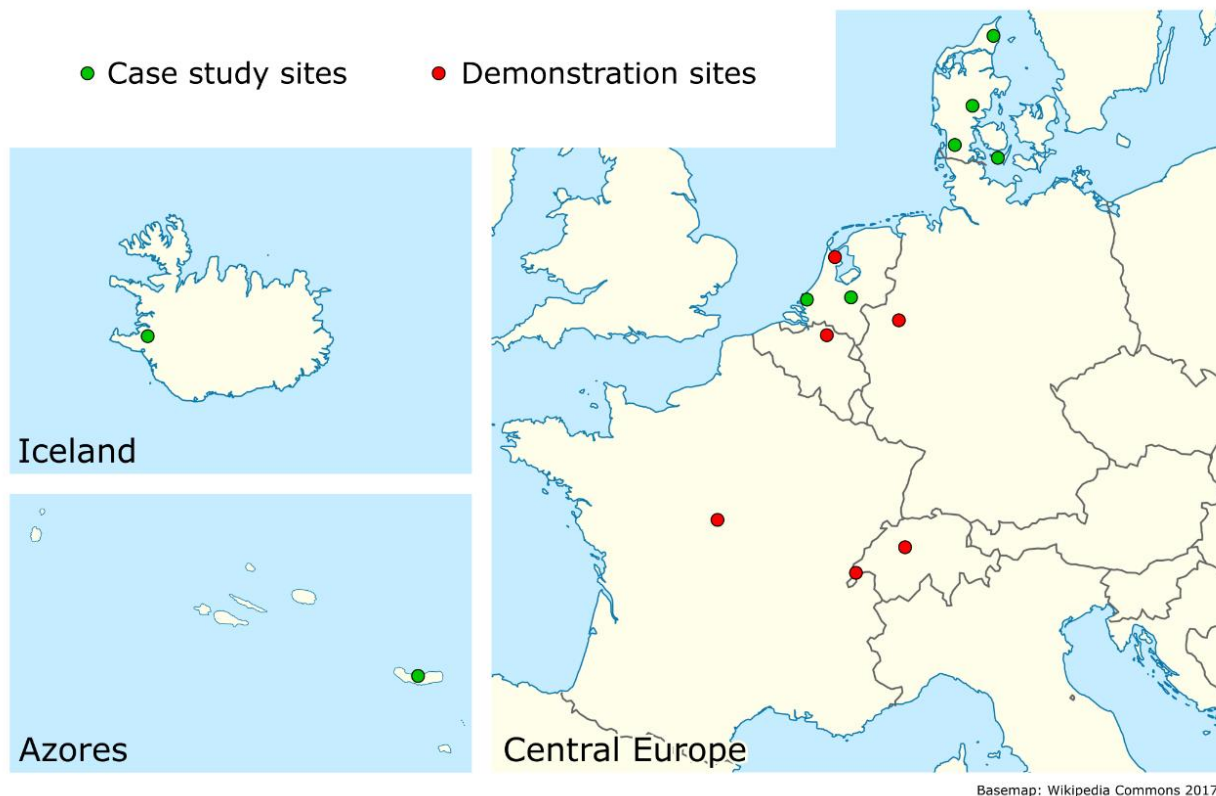 Case study sites
Demonstration sites
Iceland
Azores
Central Europe
Basemap: Wikipedia Commons 2017